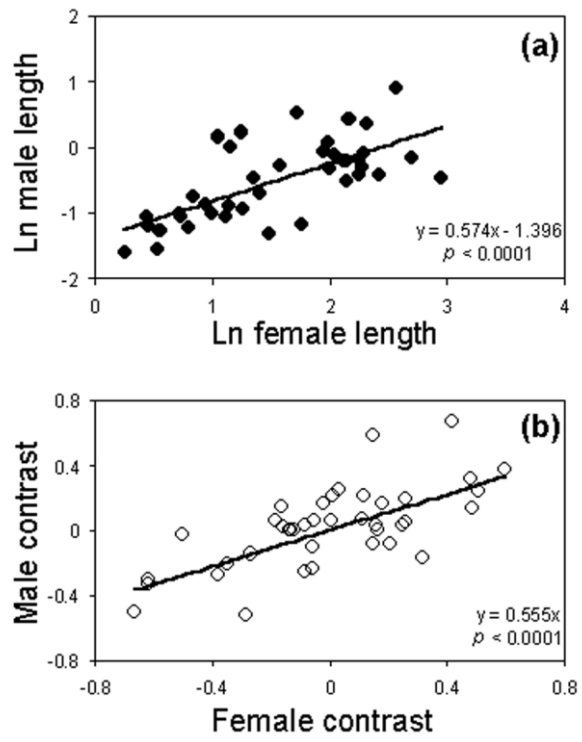 (a)
Ln male length
2
1
0
-1
-2
y = 0.574x - 1.396
p < 0.0001
0 1 2 3 4
Ln female length
(b)
Male contrast
0.8
0.4
0
-0.4
-0.8
y = 0.555x
p < 0.0001
-0.8 -0.4 0 0.4 0.8
Female contrast